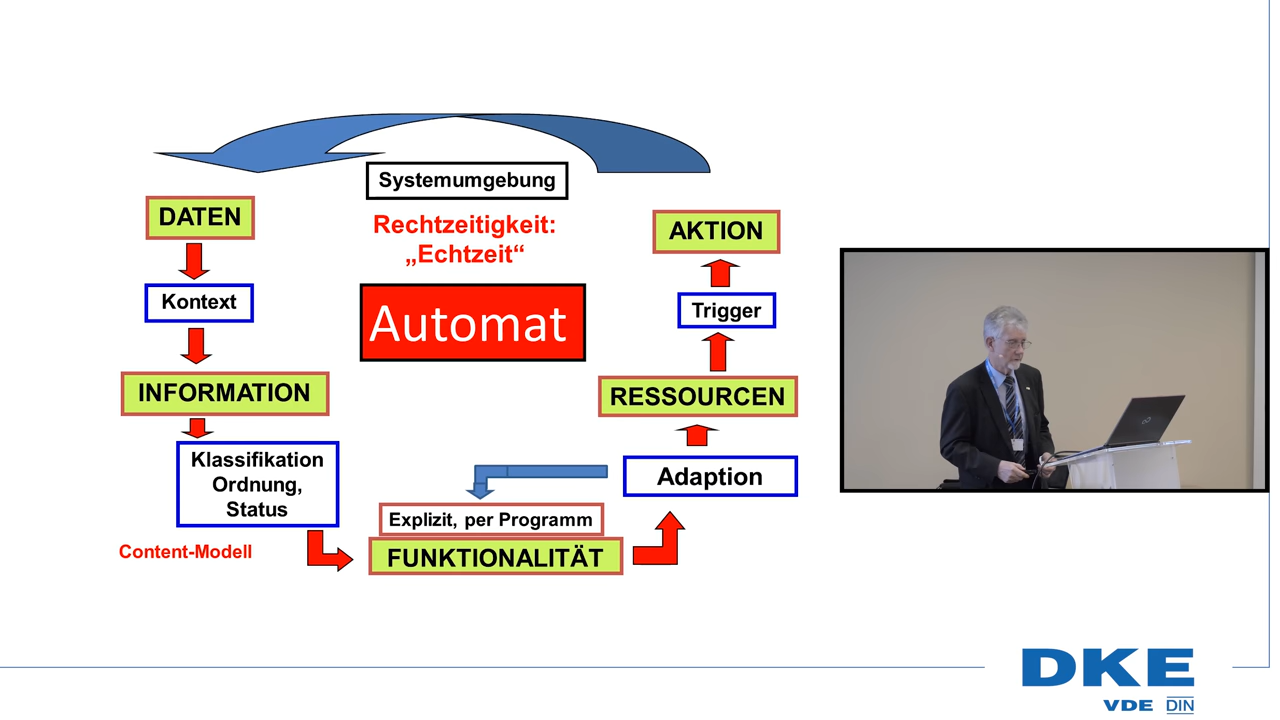 Systemumgebung
DATEN
Rechtzeitigkeit:
„Echtzeit“
AKTION
Kontext
Automat
Trigger
INFORMATION
RESSOURCEN
Klassifikation
Ordnung,
Status
Adaption
Explizit, per Programm
Content-Modell
FUNKTIONALITÄT
DKE
VDE DIN